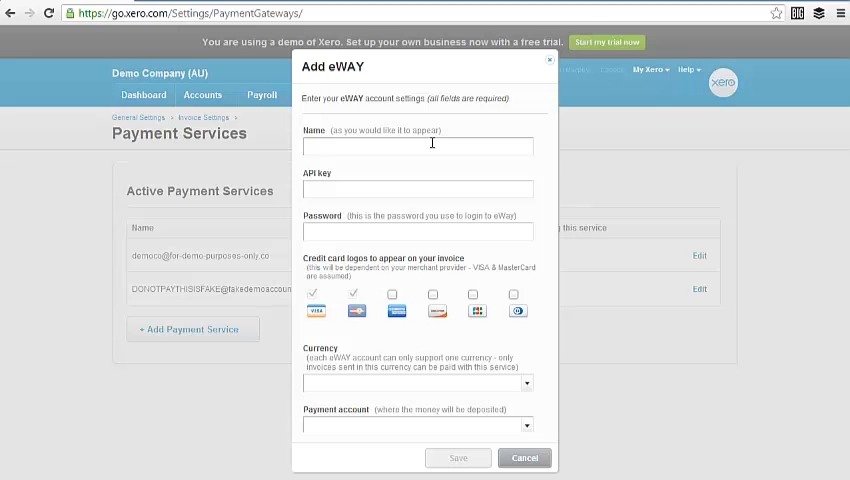 https://go.xero.com/Settings/PaymentGateways/
BIG
You are using a demo of Xero. Set up your own business now with a free trial.
Start my trial now
Demo Company (AU)
My Xero
Help
xero
Dashboard
Accounts
Payroll
General Settings › Invoice Settings ›
Payment Services
Active Payment Services
Name
this service
democo@for-demo-purposes-only.co
Edit
DONOTPAYTHISISFAKE@fakedemoaccoun
Edit
+ Add Payment Service
Add eWAY
Enter your eWAY account settings (all fields are required)
Name (as you would like it to appear)
API key
Password (this is the password you use to login to eWay)
Credit card logos to appear on your invoice
(this will be dependent on your merchant provider - VISA & MasterCard
are assumed)
VISA
Currency
(each eWAY account can only support one currency - only
invoices sent in this currency can be paid with this service)
Payment account (where the money will be deposited)
Save
Cancel